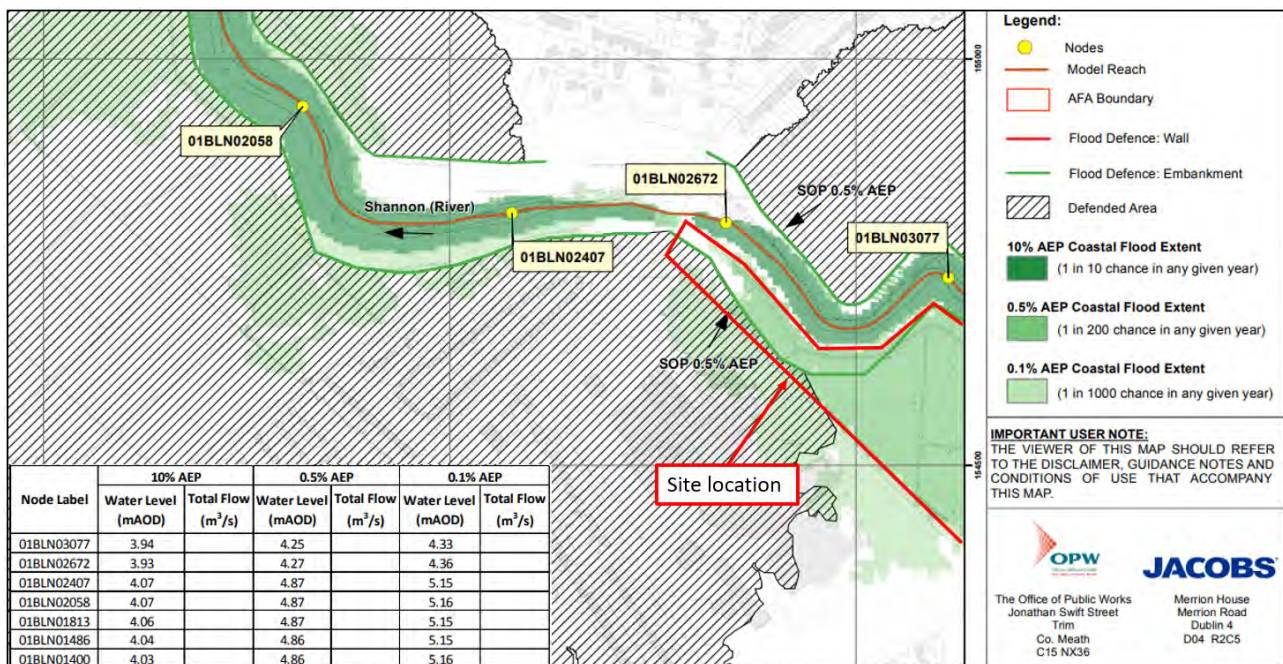 01BLN02058
Shannon (River)
01BLN02407
01BLN02672
SOP 0.5% AEP
01BLN03077
SOP 0.5% AEP
Site location
155000
154500
Node Label | 10% AEP | 0.5% AEP | 0.1% AEP
Water Level (mAOD) | Total Flow (m³/s) | Water Level (mAOD) | Total Flow (m³/s) | Water Level (mAOD) | Total Flow (m³/s)
01BLN03077 | 3.94 | | 4.25 | | 4.33
01BLN02672 | 3.93 | | 4.27 | | 4.36
01BLN02407 | 4.07 | | 4.87 | | 5.15
01BLN02058 | 4.07 | | 4.87 | | 5.16
01BLN01813 | 4.06 | | 4.87 | | 5.15
01BLN01486 | 4.04 | | 4.86 | | 5.15
01BLN01400 | 4.03 | | 4.86 | | 5.16
Legend:
Nodes
Model Reach
AFA Boundary
Flood Defence: Wall
Flood Defence: Embankment
Defended Area
10% AEP Coastal Flood Extent
(1 in 10 chance in any given year)
0.5% AEP Coastal Flood Extent
(1 in 200 chance in any given year)
0.1% AEP Coastal Flood Extent
(1 in 1000 chance in any given year)
IMPORTANT USER NOTE:
THE VIEWER OF THIS MAP SHOULD REFER
TO THE DISCLAIMER, GUIDANCE NOTES AND
CONDITIONS OF USE THAT ACCOMPANY
THIS MAP.
OPW
The Office of Public Works
Jonathan Swift Street
Trim
Co. Meath
C15 NX36
JACOBS
Merrion House
Merrion Road
Dublin 4
D04 R2C5